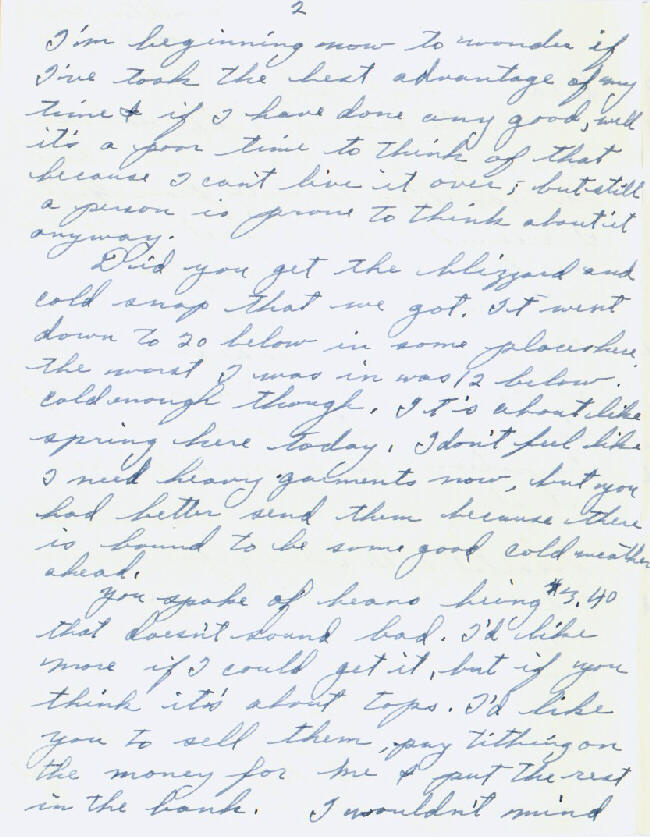 2
I'm beginning now to wonder if
I've took the best advantage of my
time & if I have done any good, well
it's a poor time to think of that
because I can't live it over; but still
a person is prone to think about it
anyway.
Did you get the blizzard and
cold snap that we got. It went
down to 20 below in some places here
the worst I was in was 12 below.
cold enough though. It's about like
spring here today. I don't feel like
I need heavy garments now, but you
had better send them because there
is bound to be some good cold weather
ahead.
You spoke of beans being $3.40
that doesn't sound bad. I'd like
more if I could get it, but if you
think it's about tops. I'd like
you to sell them, pay tithing on
the money for me & put the rest
in the bank. I wouldn't mind